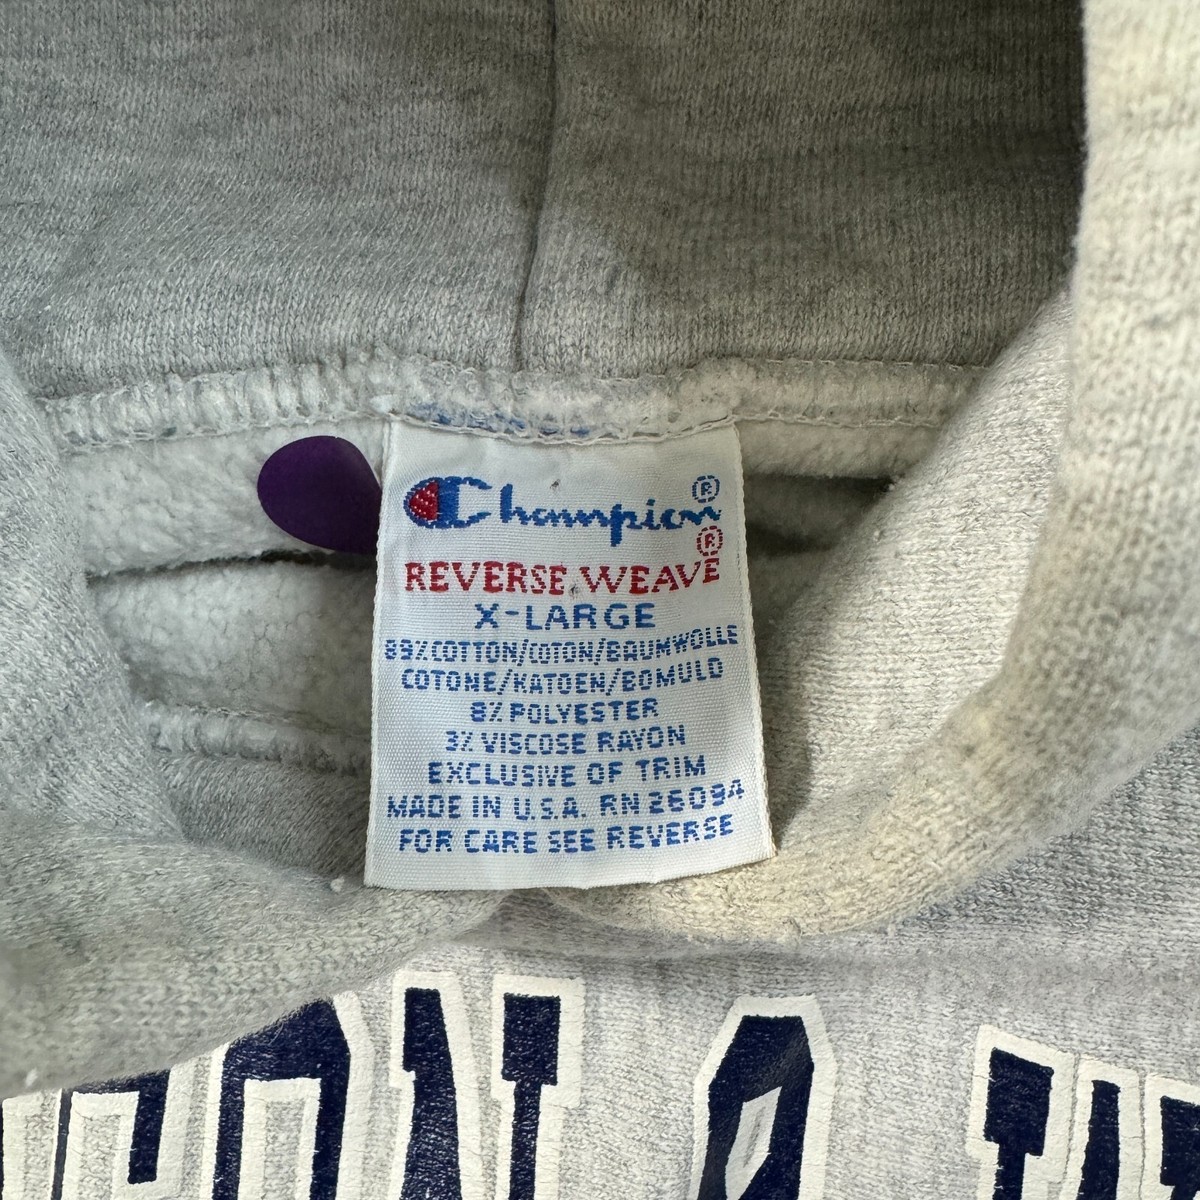 Champion®
REVERSE WEAVE®
X-LARGE
89% COTTON/COTON/BAUMWOLLE
COTONE/KATOEN/BOMULD
8% POLYESTER
3% VISCOSE RAYON
EXCLUSIVE OF TRIM
MADE IN U.S.A. RN 26094
FOR CARE SEE REVERSE